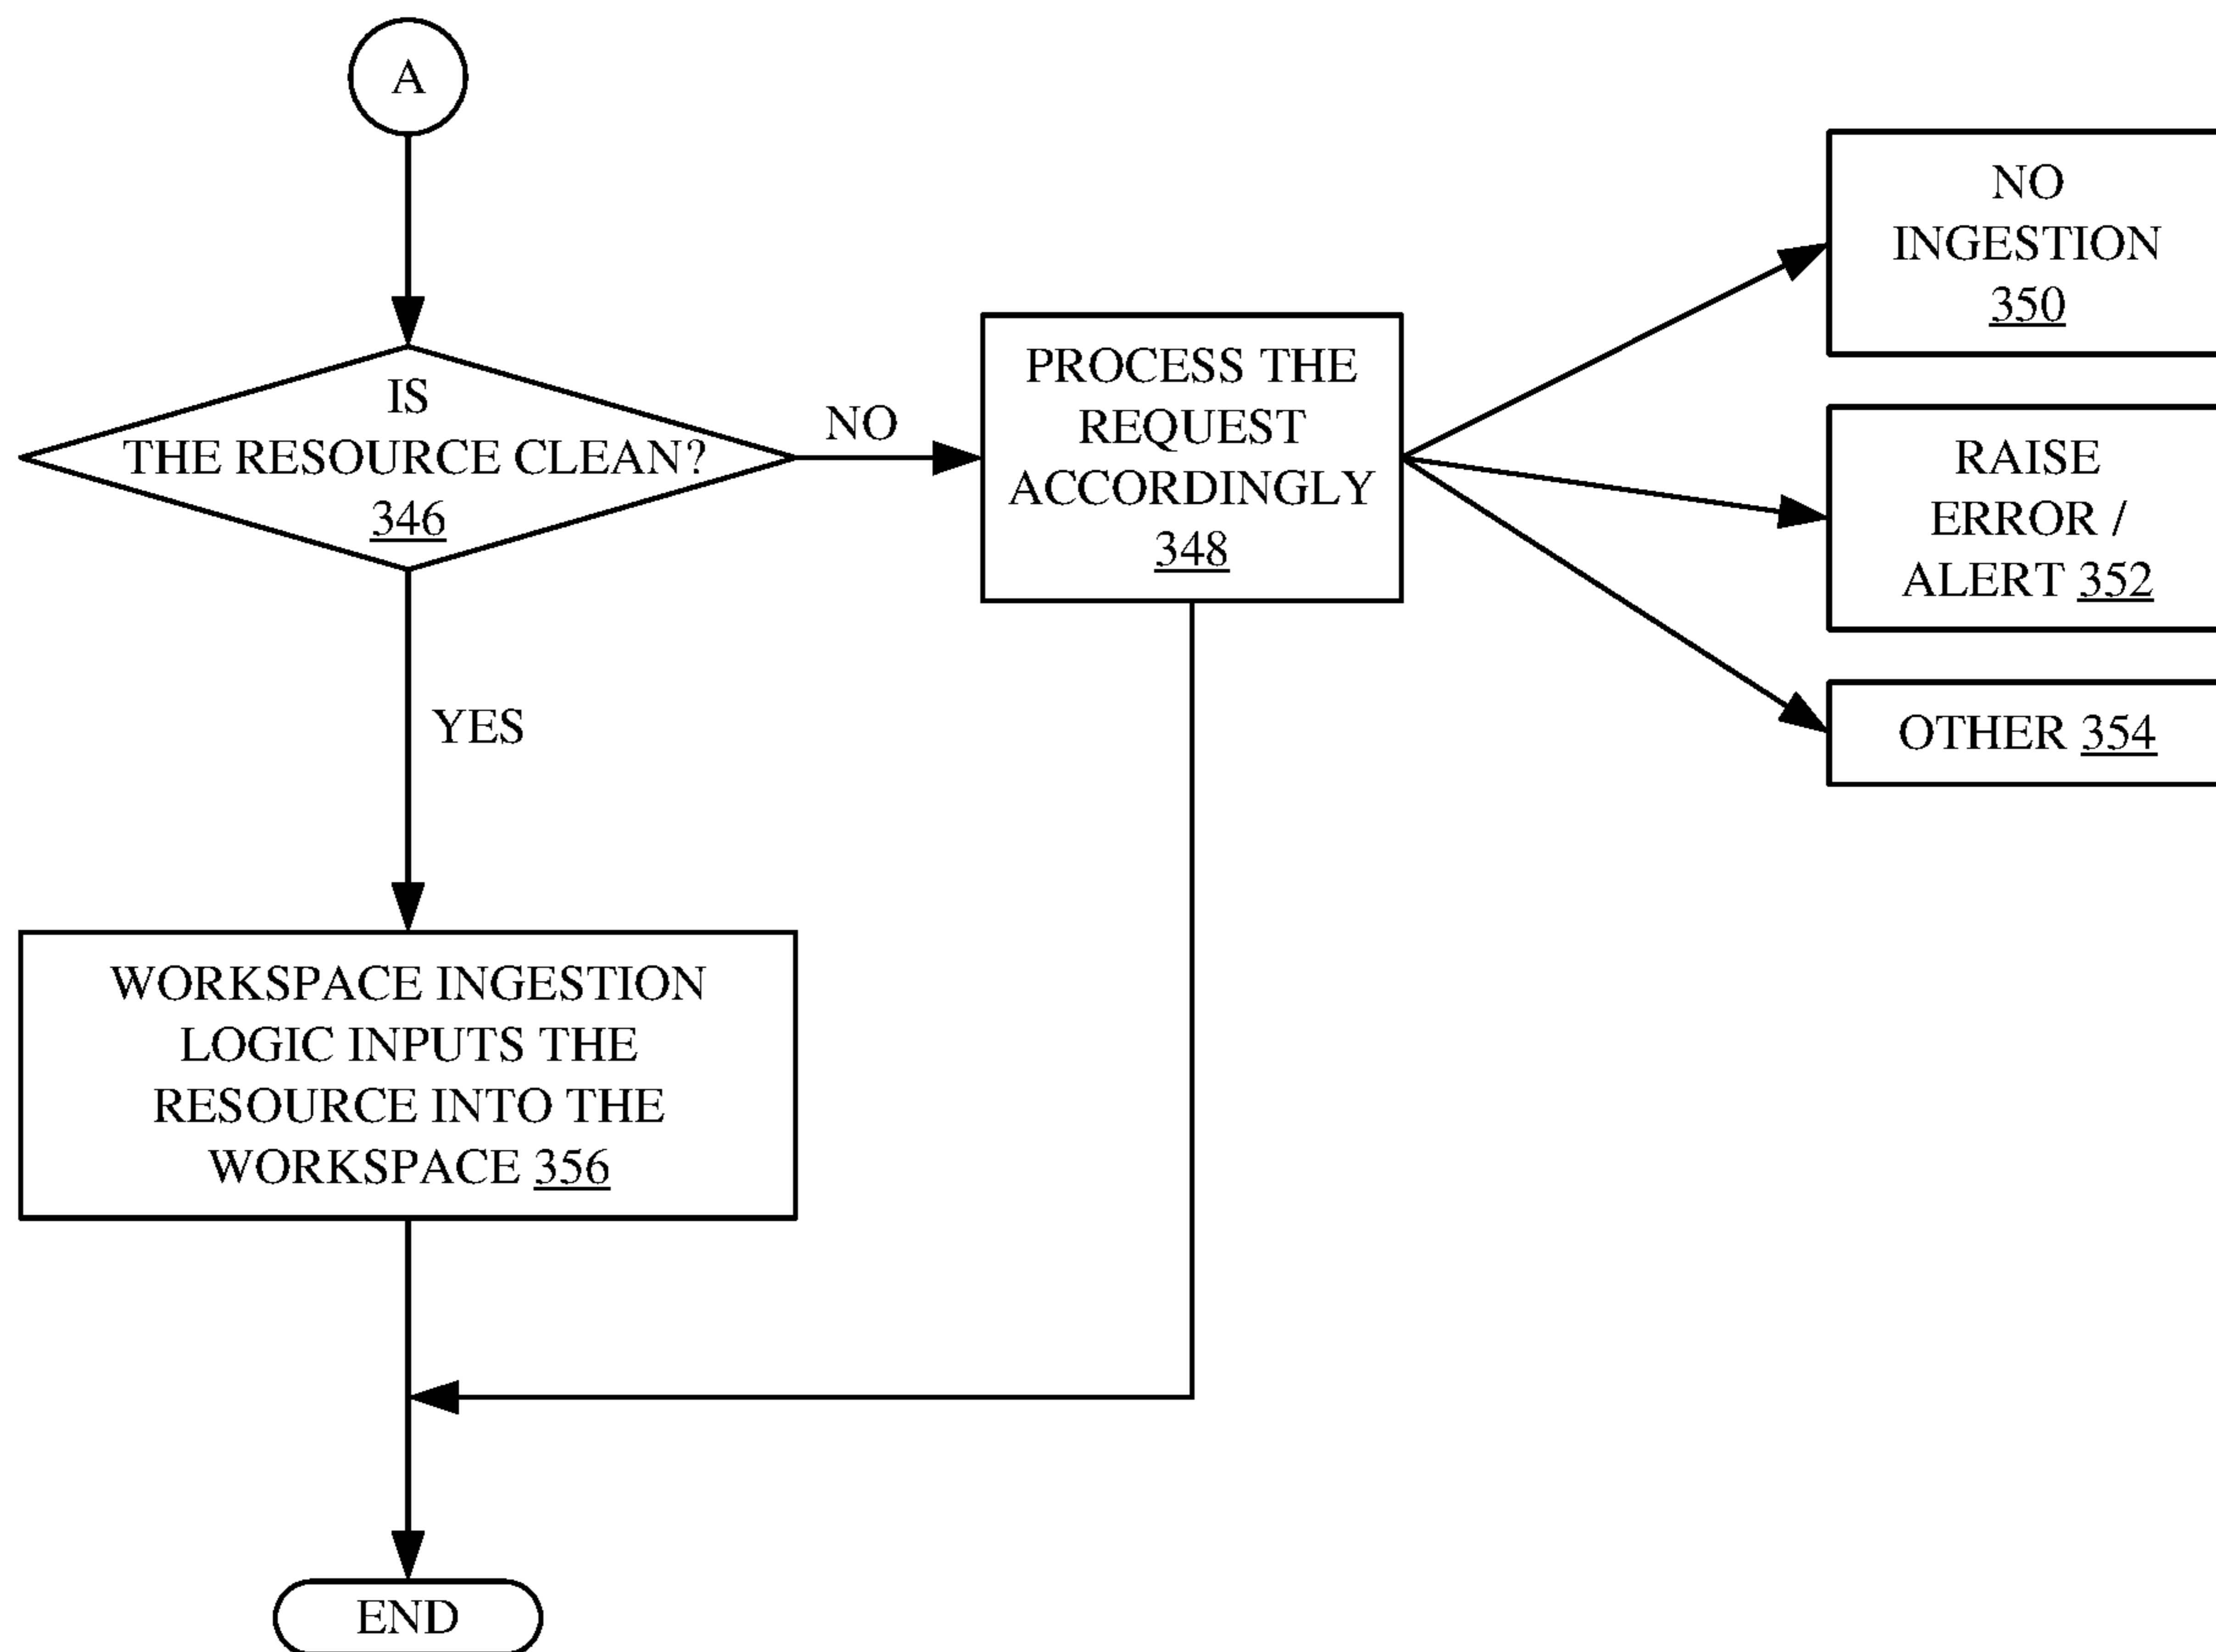 A
IS
THE RESOURCE CLEAN?
346
NO
PROCESS THE
REQUEST
ACCORDINGLY
348
NO
INGESTION
350
RAISE
ERROR /
ALERT 352
OTHER 354
YES
WORKSPACE INGESTION
LOGIC INPUTS THE
RESOURCE INTO THE
WORKSPACE 356
END